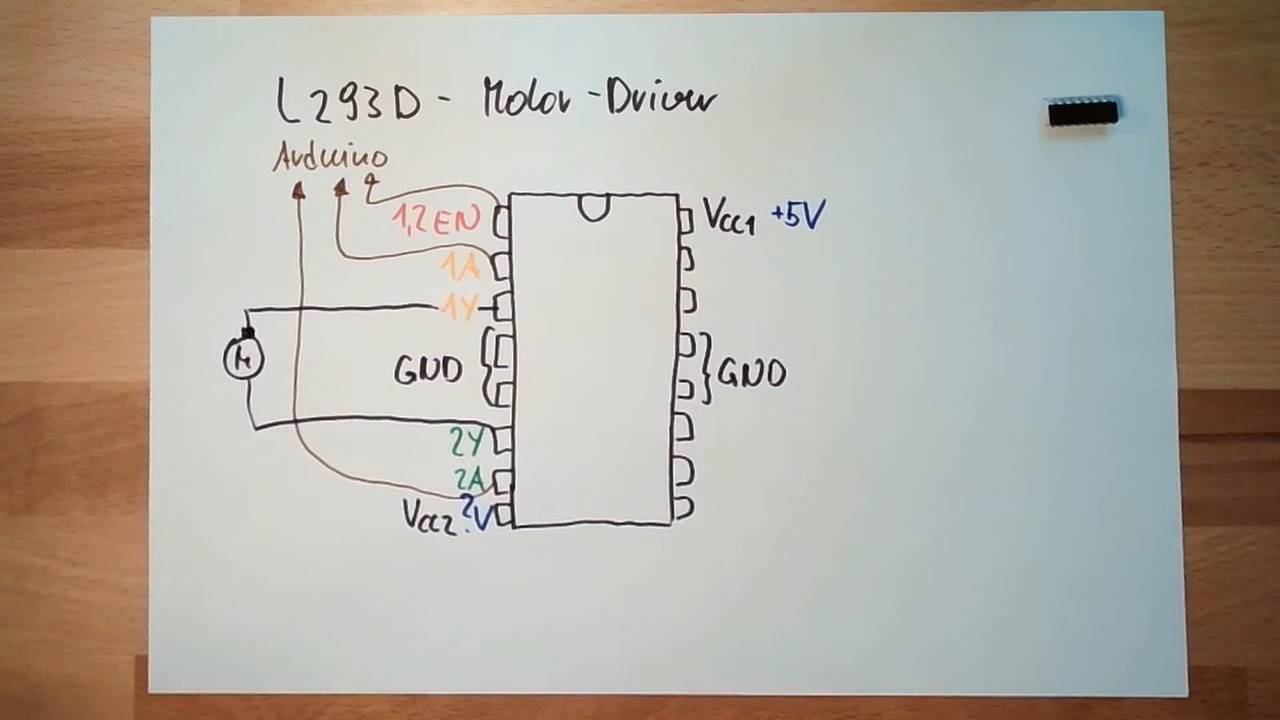 L293D - Motor-Driver
Arduino
1,2EN
Vcc1 +5V
1A
1Y
M
GND
GND
2Y
2A
Vcc2 ?V